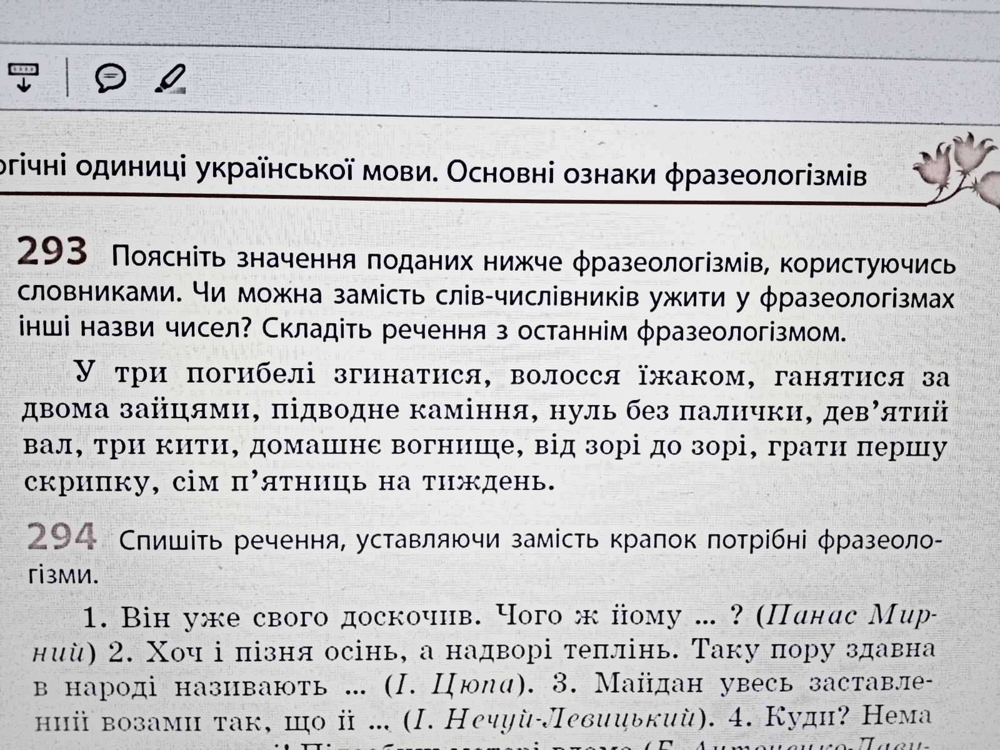 огічні одиниці української мови. Основні ознаки фразеологізмів
293 Поясніть значення поданих нижче фразеологізмів, користуючись
словниками. Чи можна замість слів-числівників ужити у фразеологізмах
інші назви чисел? Складіть речення з останнім фразеологізмом.
У три погибелі згинатися, волосся їжаком, ганятися за
двома зайцями, підводне каміння, нуль без палички, дев’ятий
вал, три кити, домашнє вогнище, від зорі до зорі, грати першу
скрипку, сім п’ятниць на тиждень.
294 Спишіть речення, уставляючи замість крапок потрібні фразеоло-
гізми.
1. Він уже свого доскочив. Чого ж йому ... ? (Панас Мир-
ний) 2. Хоч і пізня осінь, а надворі теплінь. Таку пору здавна
в народі називають ... (І. Цюпа). 3. Майдан увесь заставле-
ний возами так, що й ... (І. Нечуй-Левицький). 4. Куди? Нема